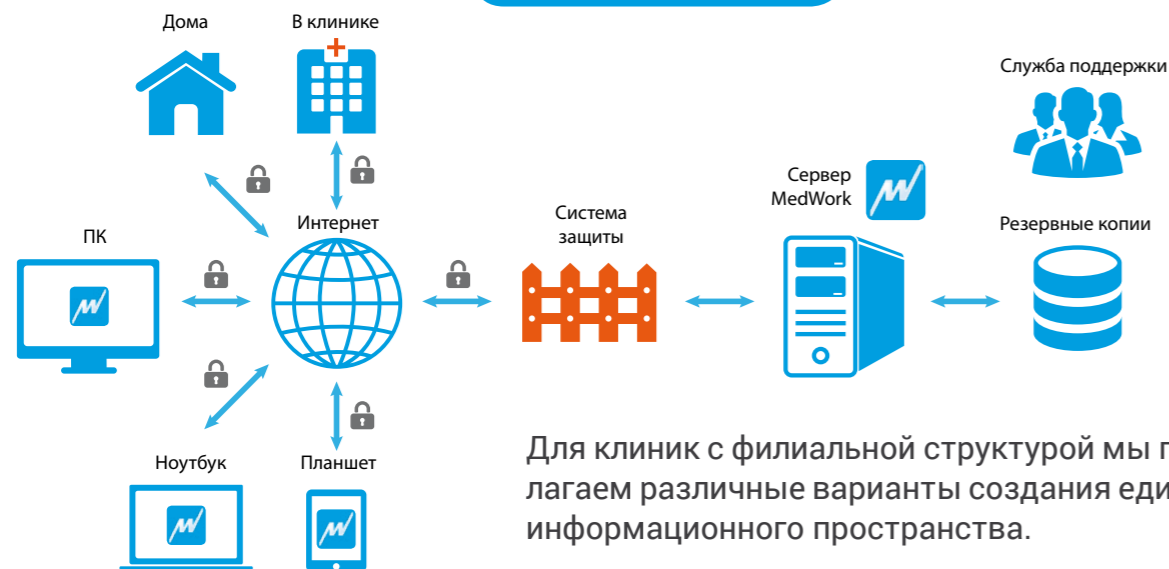 Дома
В клинике
Служба поддержки
Сервер
MedWork
Система
защиты
Интернет
Резервные копии
ПК
Ноутбук
Планшет
Для клиник с филиальной структурой мы
лагаем различные варианты создания
информационного пространства.